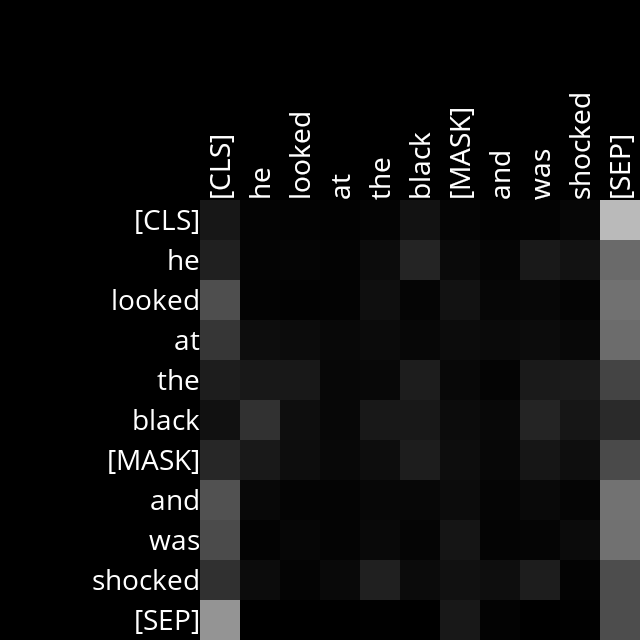 [CLS] he looked at the black [MASK] and was shocked [SEP]
[CLS]
he
looked
at
the
black
[MASK]
and
was
shocked
[SEP]